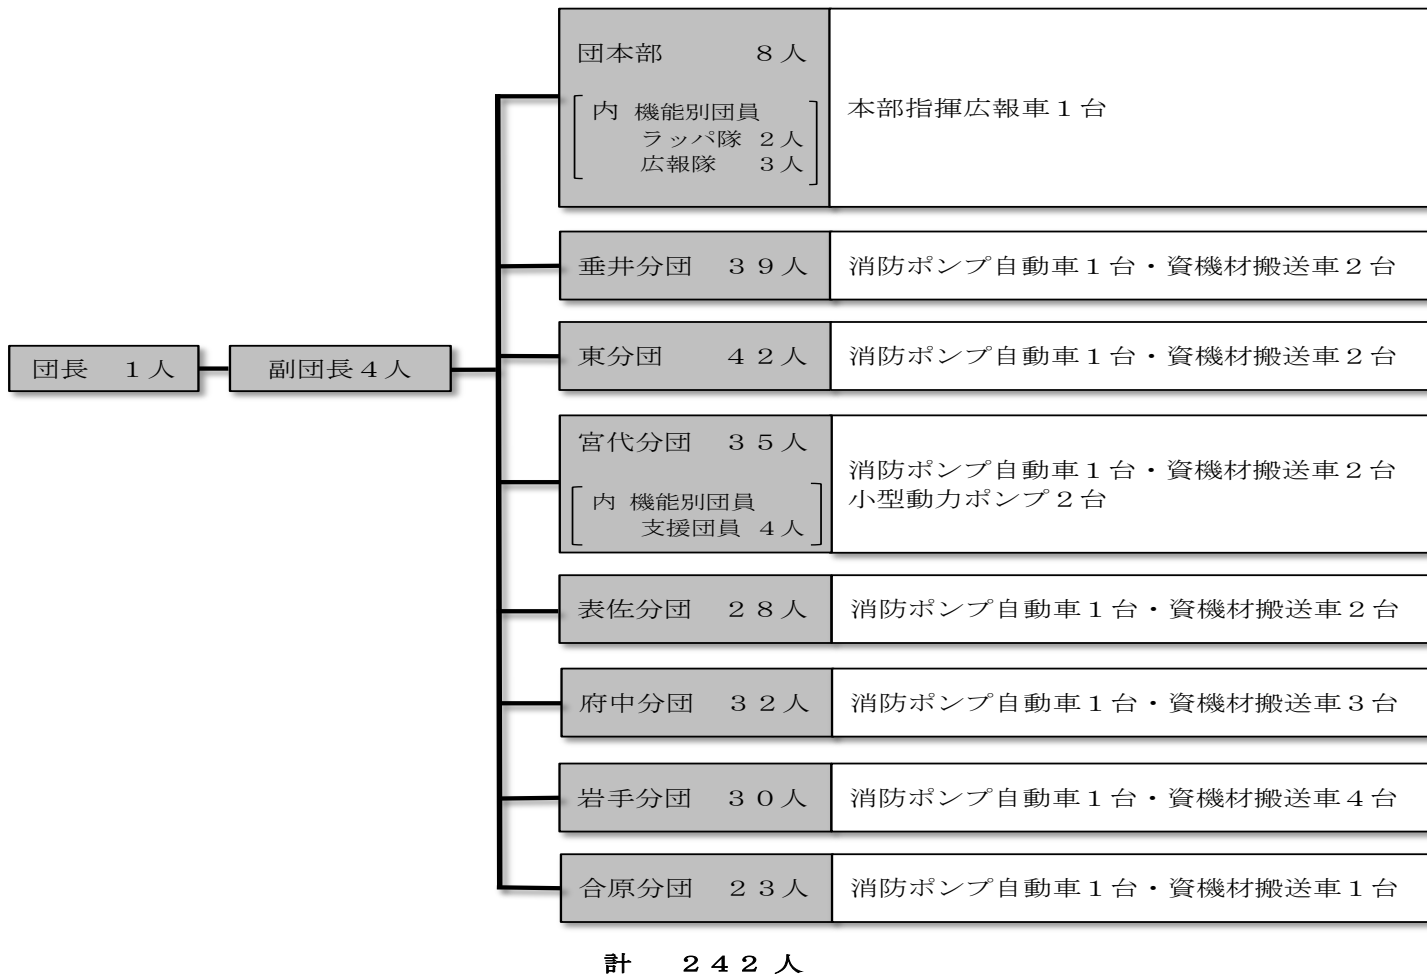 団長　１人
副団長４人
団本部　８人
内 機能別団員
ラッパ隊 ２人
広報隊　３人
本部指揮広報車１台
垂井分団　３９人
消防ポンプ自動車１台・資機材搬送車２台
東分団　４２人
消防ポンプ自動車１台・資機材搬送車２台
宮代分団　３５人
内 機能別団員
支援団員 ４人
消防ポンプ自動車１台・資機材搬送車２台
小型動力ポンプ２台
表佐分団　２８人
消防ポンプ自動車１台・資機材搬送車２台
府中分団　３２人
消防ポンプ自動車１台・資機材搬送車３台
岩手分団　３０人
消防ポンプ自動車１台・資機材搬送車４台
合原分団　２３人
消防ポンプ自動車１台・資機材搬送車１台
計　２４２人